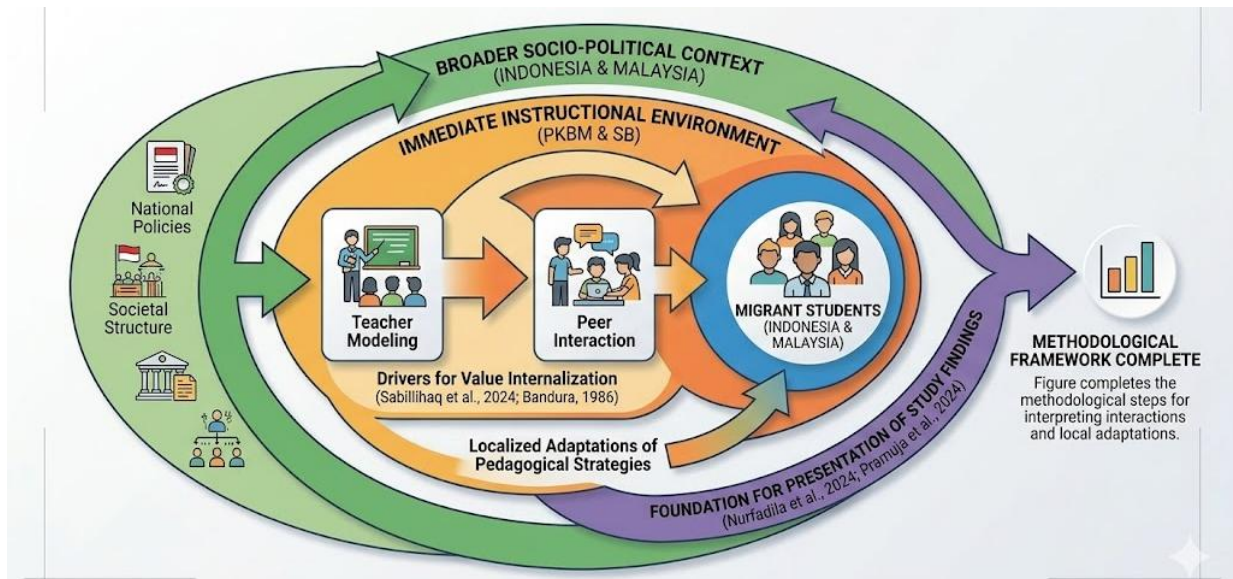 BROADER SOCIO-POLITICAL CONTEXT
(INDONESIA & MALAYSIA)
IMMEDIATE INSTRUCTIONAL ENVIRONMENT
(PKBM & SB)
National
Policies
Societal
Structure
Teacher
Modeling
Peer
Interaction
MIGRANT STUDENTS
(INDONESIA &
MALAYSIA)
Drivers for Value Internalization
(Sabillihaq et al., 2024; Bandura, 1986)
Localized Adaptations of
Pedagogical Strategies
FOUNDATION FOR PRESENTATION OF STUDY FINDINGS
(Nurfadila et al., 2024; Pramuja et al., 2024)
METHODOLOGICAL
FRAMEWORK COMPLETE
Figure completes the
methodological steps for
interpreting interactions
and local adaptations.